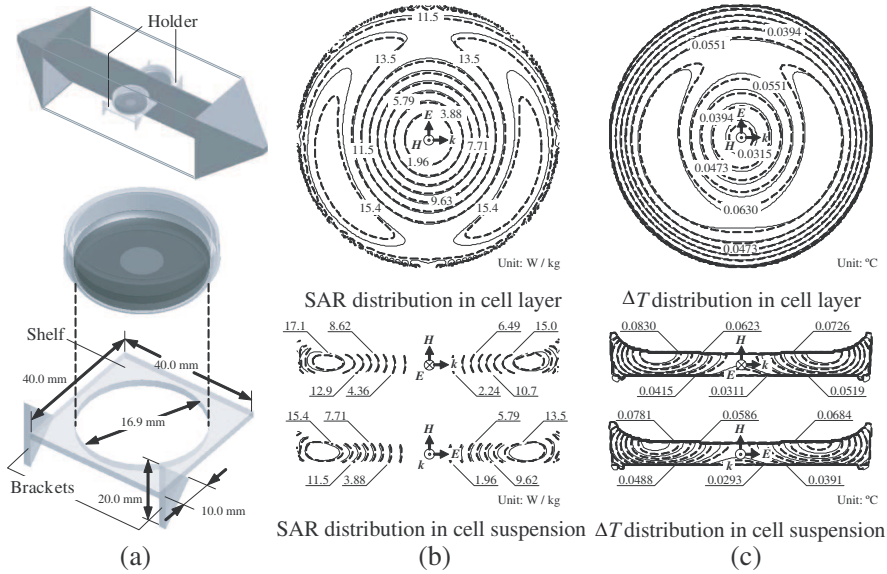 Holder
Shelf
40.0 mm
40.0 mm
16.9 mm
Brackets
20.0 mm
10.0 mm
(a)
11.5
13.5
13.5
5.79
3.88
E
H
k
11.5
7.71
1.96
9.63
15.4
15.4
Unit: W / kg
SAR distribution in cell layer
17.1
8.62
6.49
15.0
H
k
E
12.9
4.36
2.24
10.7
15.4
7.71
5.79
13.5
H
E
k
11.5
3.88
1.96
9.62
Unit: W / kg
SAR distribution in cell suspension
(b)
0.0394
0.0551
0.0551
0.0394
E
H
k
0.0315
0.0473
0.0630
0.0473
Unit: ºC
ΔT distribution in cell layer
0.0830
0.0623
0.0726
H
k
E
0.0415
0.0311
0.0519
0.0781
0.0586
0.0684
H
E
k
0.0488
0.0293
0.0391
Unit: ºC
ΔT distribution in cell suspension
(c)